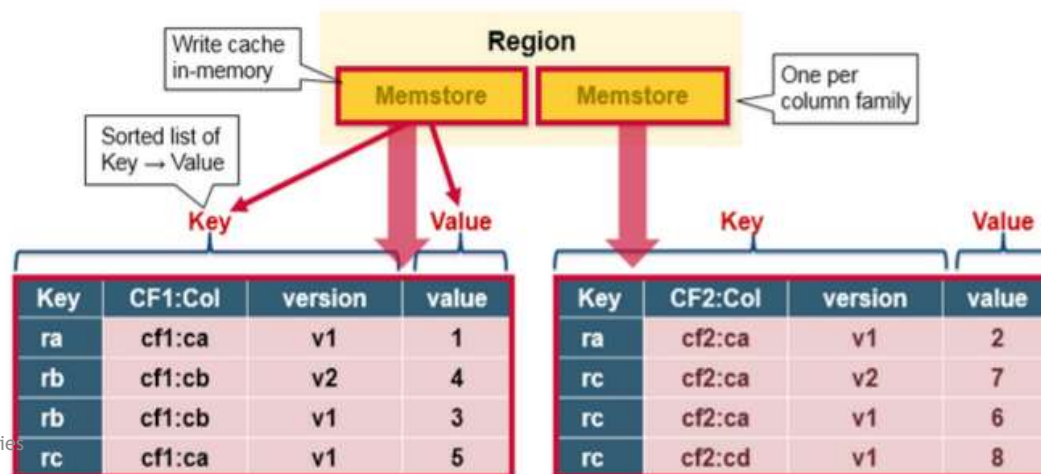 Region
Write cache
in-memory
Memstore
Memstore
One per
column family
Sorted list of
Key → Value
Key
Value
Key
Value
Key CF1:Col version value
ra cf1:ca v1 1
rb cf1:cb v2 4
rb cf1:cb v1 3
rc cf1:ca v1 5
Key CF2:Col version value
ra cf2:ca v1 2
rc cf2:ca v2 7
rc cf2:ca v1 6
rc cf2:cd v1 8